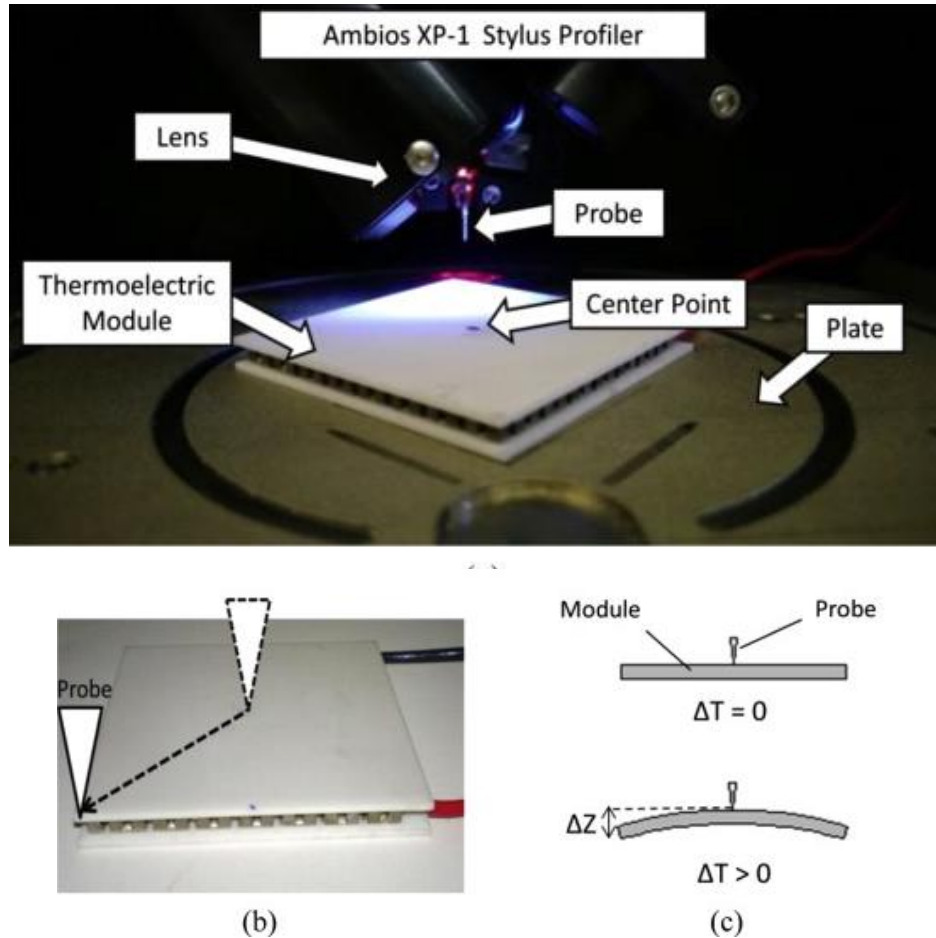 Ambios XP-1 Stylus Profiler
Lens
Probe
Thermoelectric
Module
Center Point
Plate
Probe
Module
Probe
ΔT = 0
ΔZ
ΔT > 0
(b)
(c)